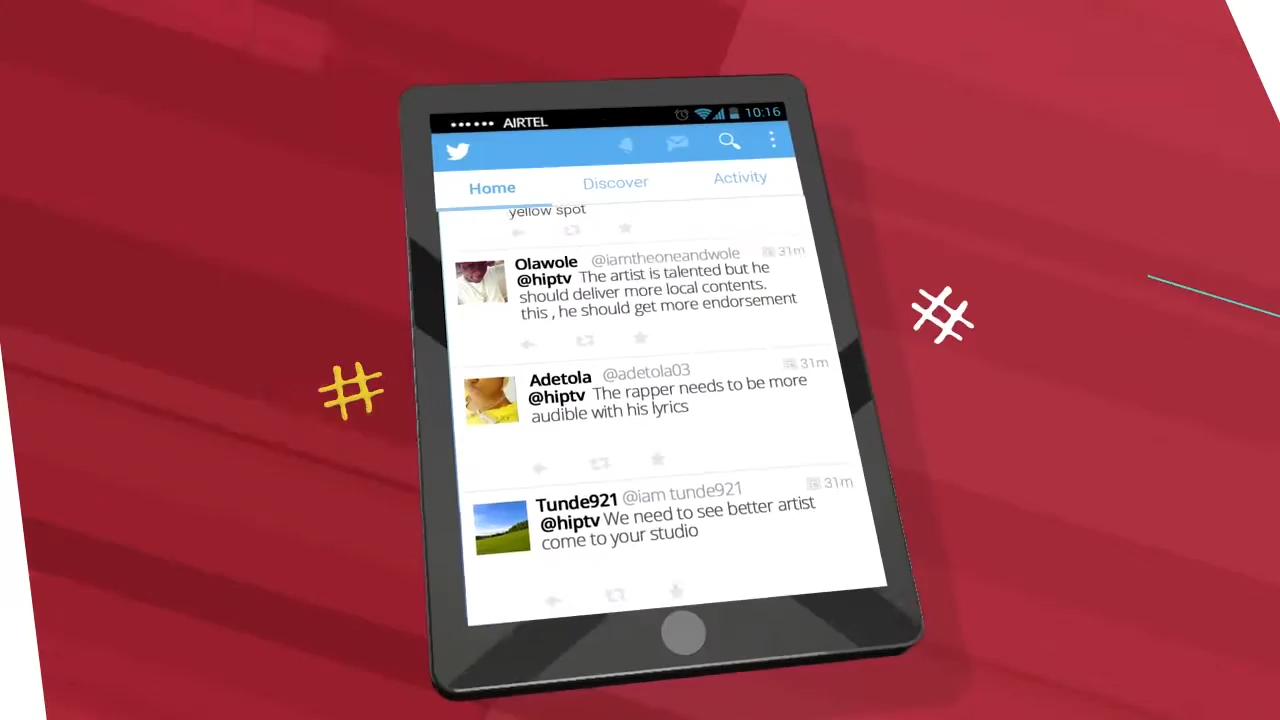 AIRTEL 10:16
Home Discover Activity
yellow spot
Olawole @iamtheoneandwole 31m
@hiptv The artist is talented but he
should deliver more local contents.
this , he should get more endorsement
Adetola @adetola03 31m
@hiptv The rapper needs to be more
audible with his lyrics
Tunde921 @iam tunde921 31m
@hiptv We need to see better artist
come to your studio
#
#